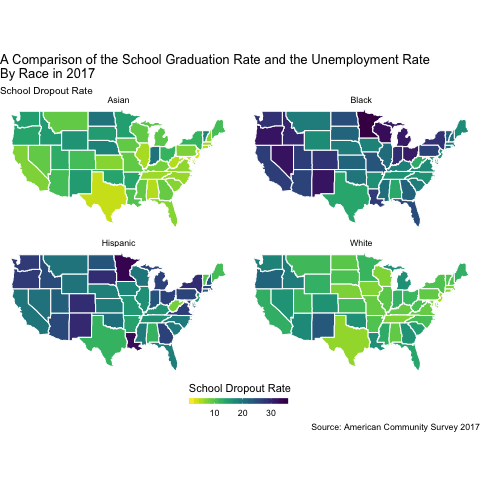 A Comparison of the School Graduation Rate and the Unemployment Rate
By Race in 2017
School Dropout Rate
Asian
Black
Hispanic
White
School Dropout Rate
10 20 30
Source: American Community Survey 2017